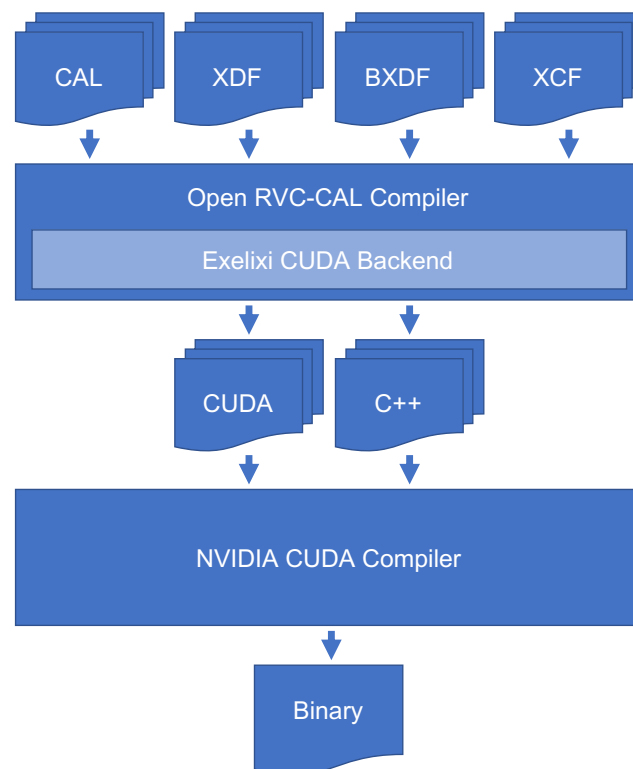 CAL
XDF
BXDF
XCF
Open RVC-CAL Compiler
Exelixi CUDA Backend
CUDA
C++
NVIDIA CUDA Compiler
Binary